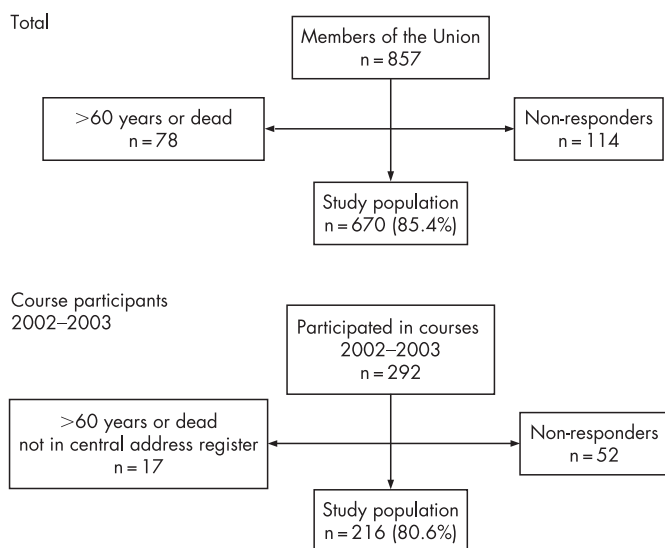 Total
Members of the Union
n = 857
>60 years or dead
n = 78
Non-responders
n = 114
Study population
n = 670 (85.4%)
Course participants
2002–2003
Participated in courses
2002–2003
n = 292
>60 years or dead
not in central address register
n = 17
Non-responders
n = 52
Study population
n = 216 (80.6%)